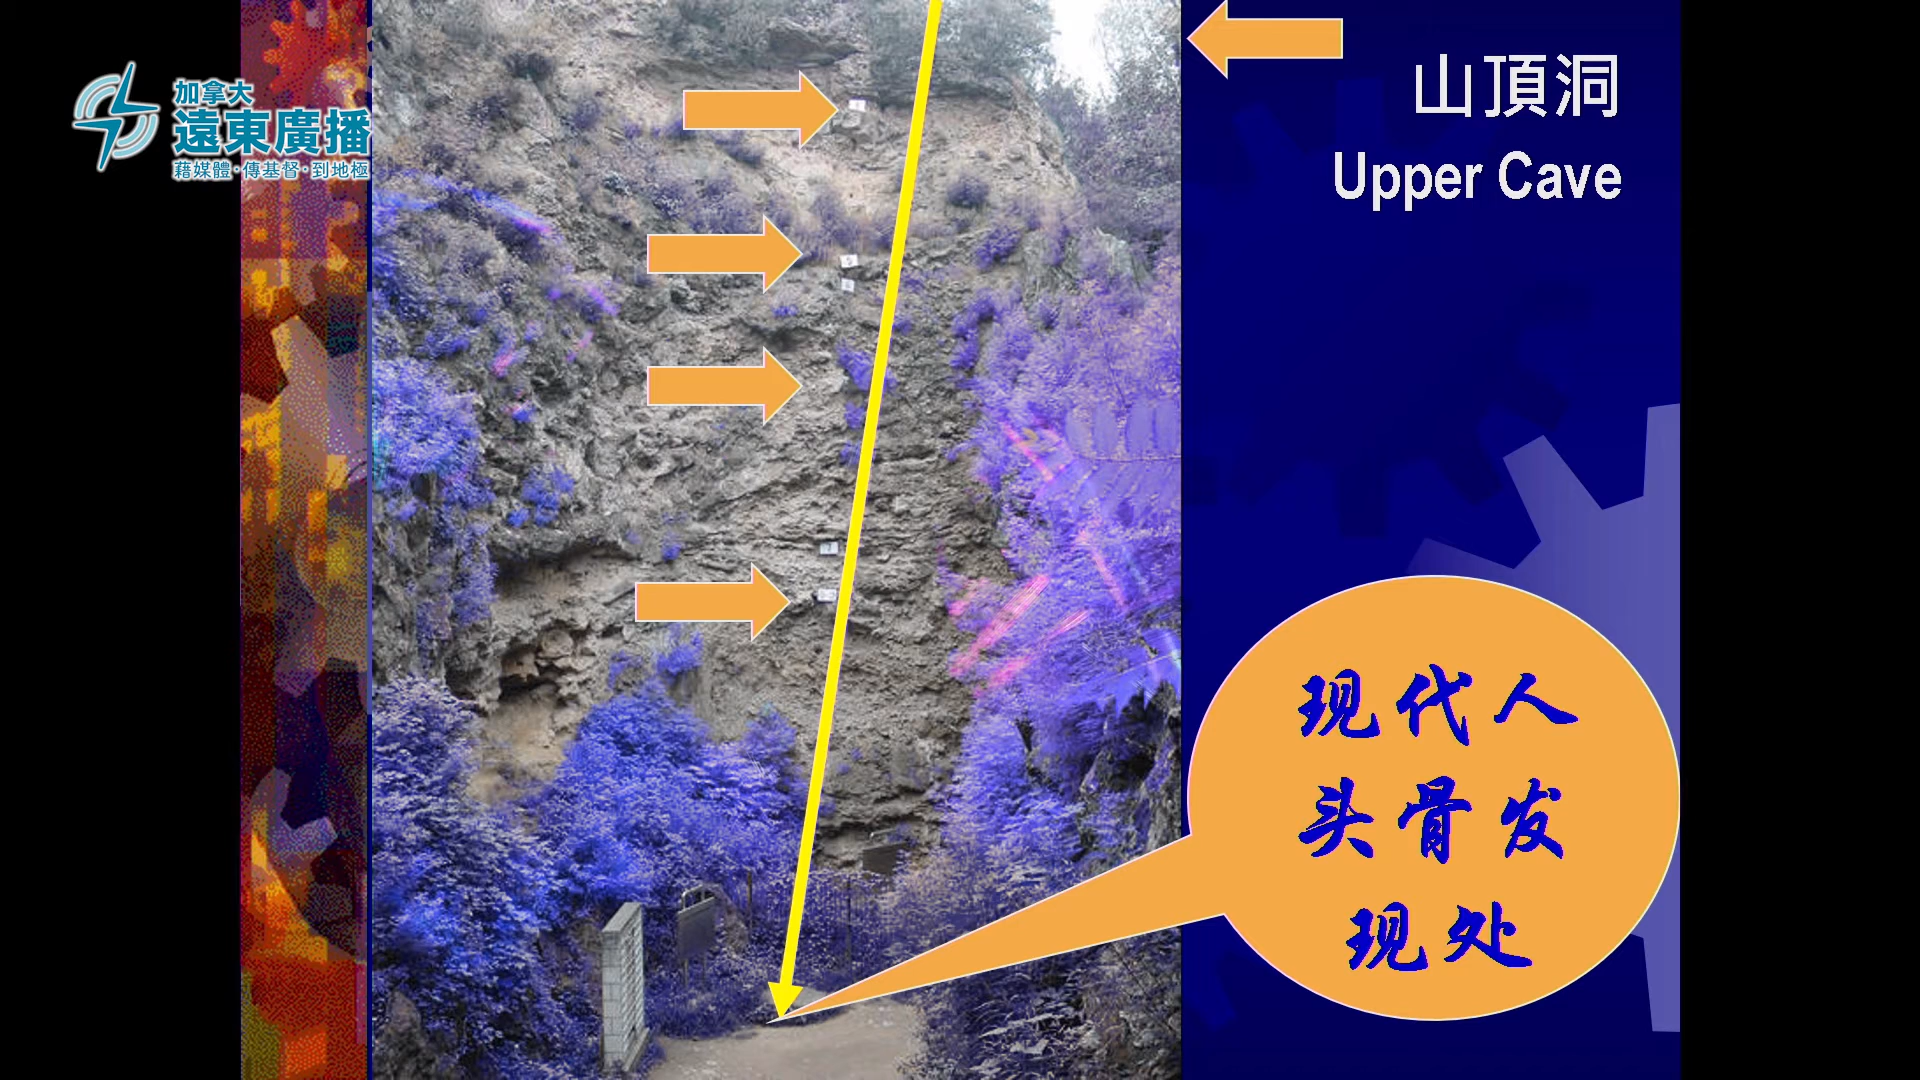 加拿大
遠東廣播
藉媒體·傳基督·到地極
山頂洞
Upper Cave
现代人
头骨发
现处